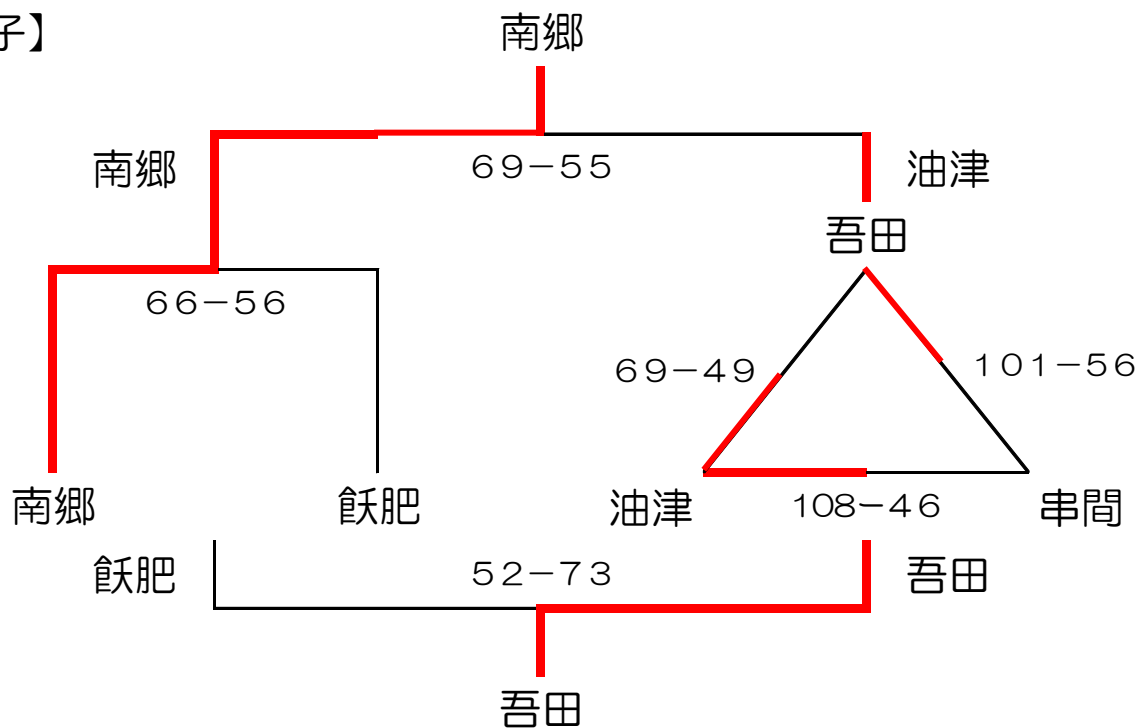 子】
南郷
南郷
69－55
油津
吾田
66－56
69－49
101－56
南郷
飫肥
油津
108－46
串間
飫肥
52－73
吾田
吾田